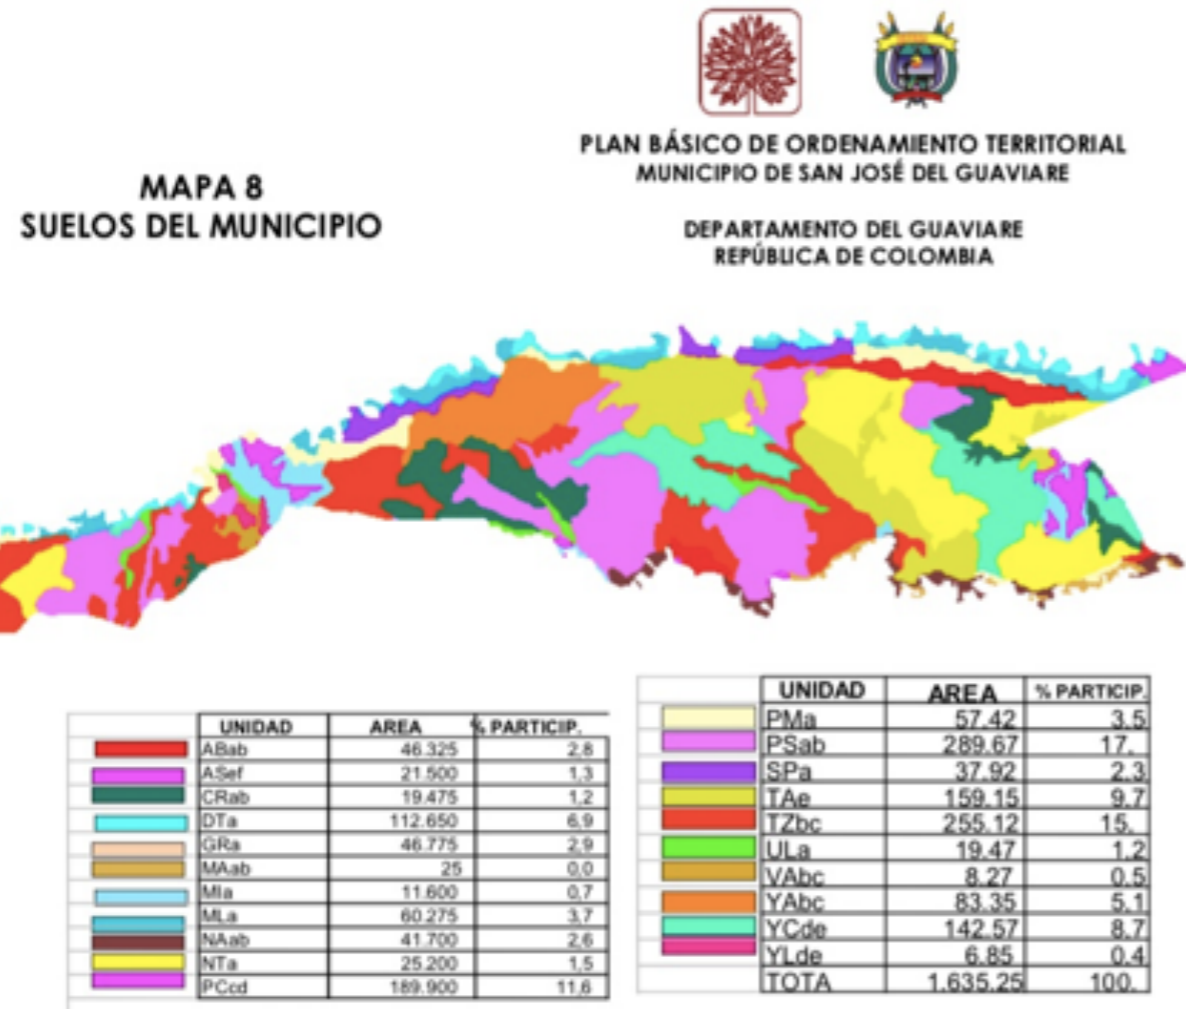 PLAN BÁSICO DE ORDENAMIENTO TERRITORIAL
MUNICIPIO DE SAN JOSÉ DEL GUAVIARE
MAPA 8
SUELOS DEL MUNICIPIO
DEPARTAMENTO DEL GUAVIARE
REPÚBLICA DE COLOMBIA
UNIDAD AREA % PARTICIP.
ABab 46.325 2,8
ASef 21.500 1,3
CRab 19.475 1,2
DTa 112.650 6,9
GRa 46.775 2,9
MAab 25 0,0
MIa 11.600 0,7
MLa 60.275 3,7
NAab 41.700 2,6
NTa 25.200 1,5
PCcd 189.900 11,6
UNIDAD AREA % PARTICIP.
PMa 57.42 3.5
PSab 289.67 17.
SPa 37.92 2.3
TAe 159.15 9.7
TZbc 255.12 15.
ULa 19.47 1.2
VAbc 8.27 0.5
YAbc 83.35 5.1
YCde 142.57 8.7
YLde 6.85 0.4
TOTA 1.635.25 100.